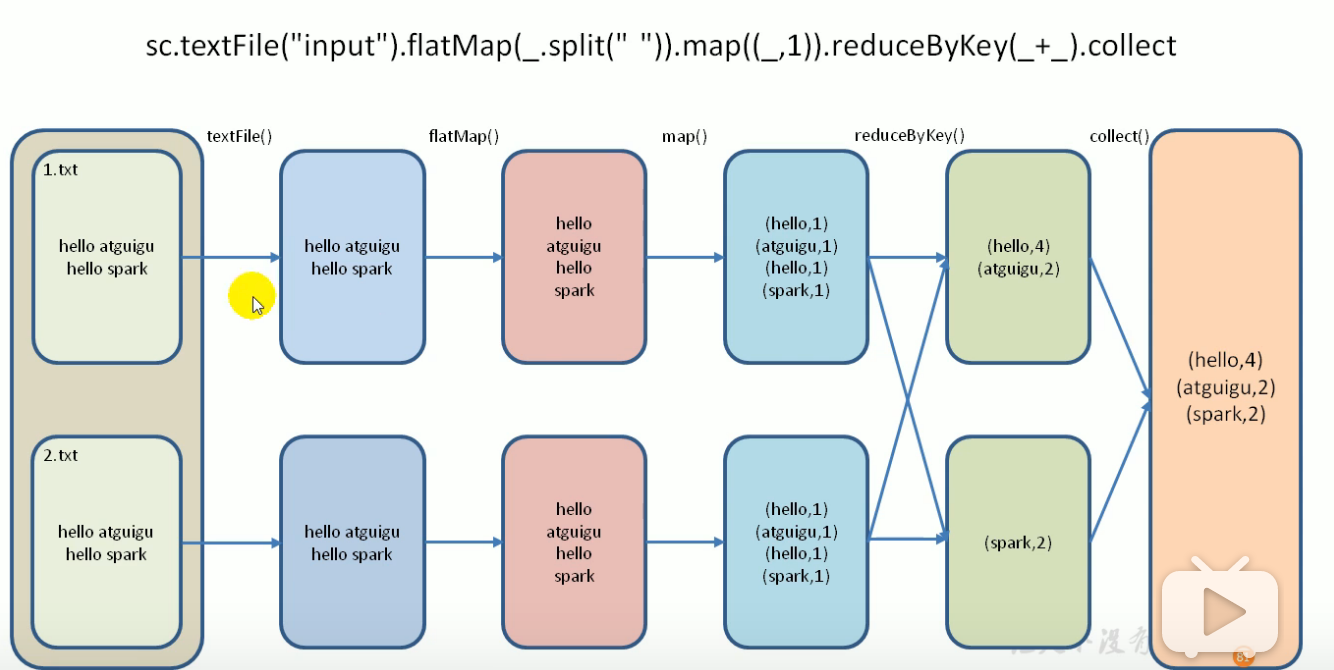 sc.textFile("input").flatMap(_.split(" ")).map((_,1)).reduceByKey(_+_).collect
textFile()
flatMap()
map()
reduceByKey()
collect()
1.txt
hello atguigu
hello spark
hello atguigu
hello spark
hello
atguigu
hello
spark
(hello,1)
(atguigu,1)
(hello,1)
(spark,1)
(hello,4)
(atguigu,2)
(hello,4)
(atguigu,2)
(spark,2)
2.txt
hello atguigu
hello spark
hello atguigu
hello spark
hello
atguigu
hello
spark
(hello,1)
(atguigu,1)
(hello,1)
(spark,1)
(spark,2)